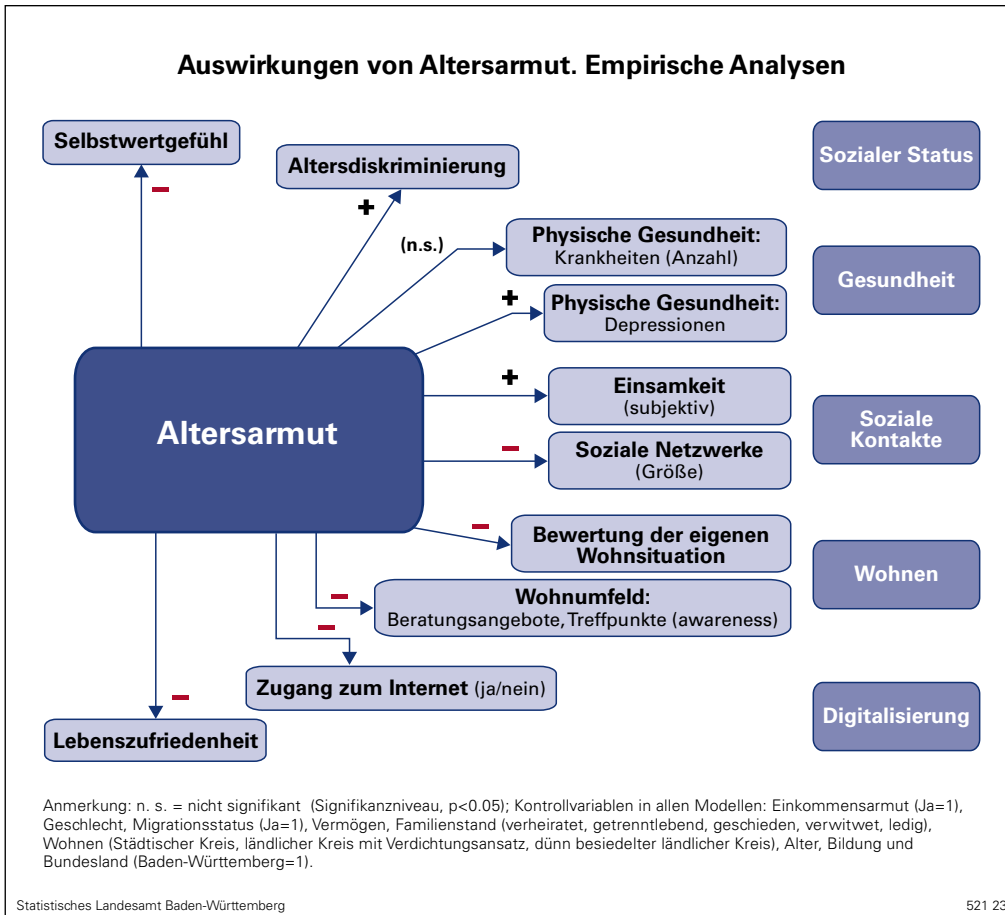 Auswirkungen von Altersarmut. Empirische Analysen
Selbstwertgefühl
–
Altersdiskriminierung
+
Sozialer Status
(n.s.)
Physische Gesundheit:
Krankheiten (Anzahl)
+
Physische Gesundheit:
Depressionen
Gesundheit
Altersarmut
+
Einsamkeit
(subjektiv)
–
Soziale Netzwerke
(Größe)
Soziale
Kontakte
–
Bewertung der eigenen
Wohnsituation
–
Wohnumfeld:
Beratungsangebote, Treffpunkte (awareness)
Wohnen
–
Zugang zum Internet (ja/nein)
Digitalisierung
–
Lebenszufriedenheit
Anmerkung: n. s. = nicht signifikant (Signifikanzniveau, p<0.05); Kontrollvariablen in allen Modellen: Einkommensarmut (Ja=1),
Geschlecht, Migrationsstatus (Ja=1), Vermögen, Familienstand (verheiratet, getrenntlebend, geschieden, verwitwet, ledig),
Wohnen (Städtischer Kreis, ländlicher Kreis mit Verdichtungsansatz, dünn besiedelter ländlicher Kreis), Alter, Bildung und
Bundesland (Baden-Württemberg=1).
Statistisches Landesamt Baden-Württemberg
521 23